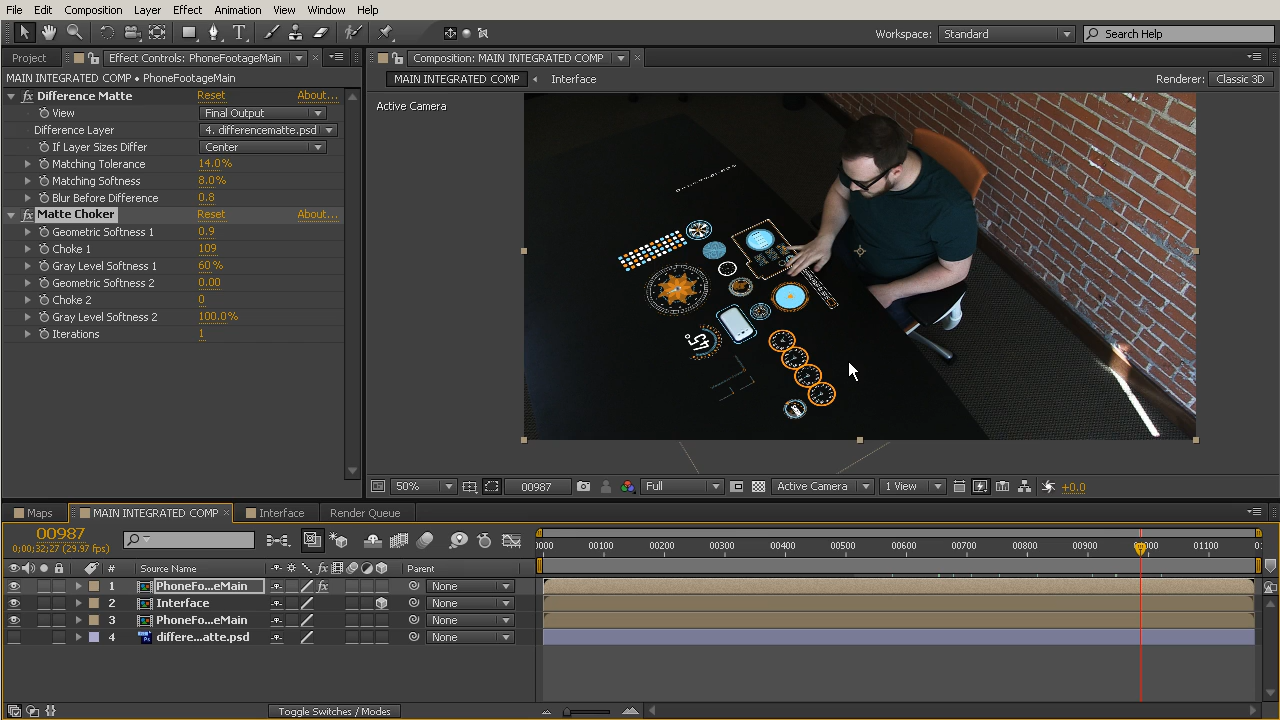 File Edit Composition Layer Effect Animation View Window Help
Workspace: Standard Search Help
Project Effect Controls: PhoneFootageMain
MAIN INTEGRATED COMP • PhoneFootageMain
fx Difference Matte Reset About...
View Final Output
Difference Layer 4. differencematte.psd
If Layer Sizes Differ Center
Matching Tolerance 14.0%
Matching Softness 8.0%
Blur Before Difference 0.8
fx Matte Choker Reset About...
Geometric Softness 1 0.9
Choke 1 109
Gray Level Softness 1 60%
Geometric Softness 2 0.00
Choke 2 0
Gray Level Softness 2 100.0%
Iterations 1
Composition: MAIN INTEGRATED COMP
MAIN INTEGRATED COMP Interface Renderer: Classic 3D
Active Camera
50% 00987 Full Active Camera 1 View +0.0
Maps MAIN INTEGRATED COMP Interface Render Queue
00987
0;00;32;27 (29.97 fps)
0000 00100 00200 00300 00400 00500 00600 00700 00800 00900 01100
# Source Name fx Parent
1 PhoneFo...eMain fx None
2 Interface None
3 PhoneFo...eMain None
4 differe...atte.psd None
Toggle Switches / Modes